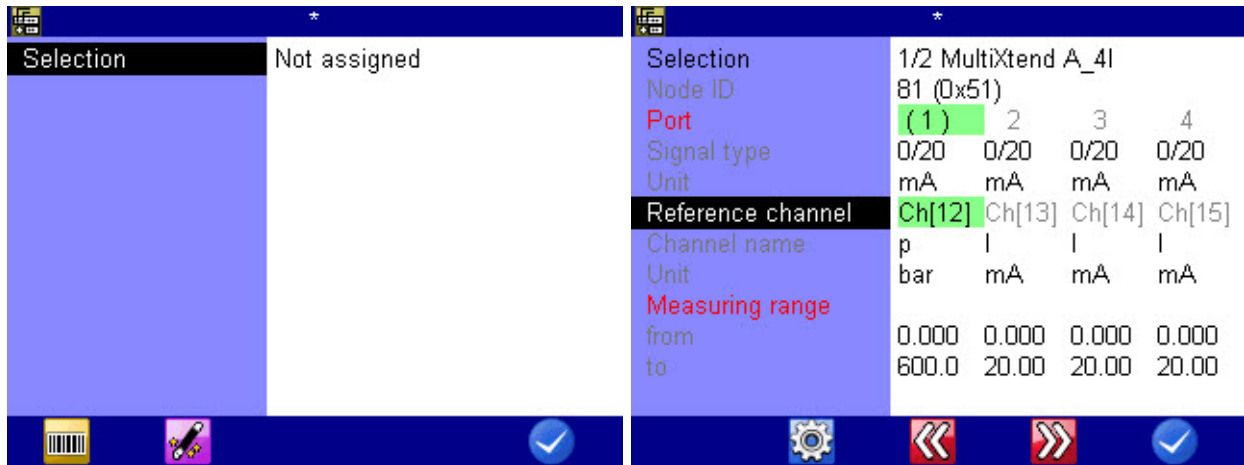 *
Selection Not assigned
*
Selection 1/2 MultiXtend A_4I
Node ID 81 (0x51)
Port (1) 2 3 4
Signal type 0/20 0/20 0/20 0/20
Unit mA mA mA mA
Reference channel Ch[12] Ch[13] Ch[14] Ch[15]
Channel name p I I I
Unit bar mA mA mA
Measuring range
from 0.000 0.000 0.000 0.000
to 600.0 20.00 20.00 20.00